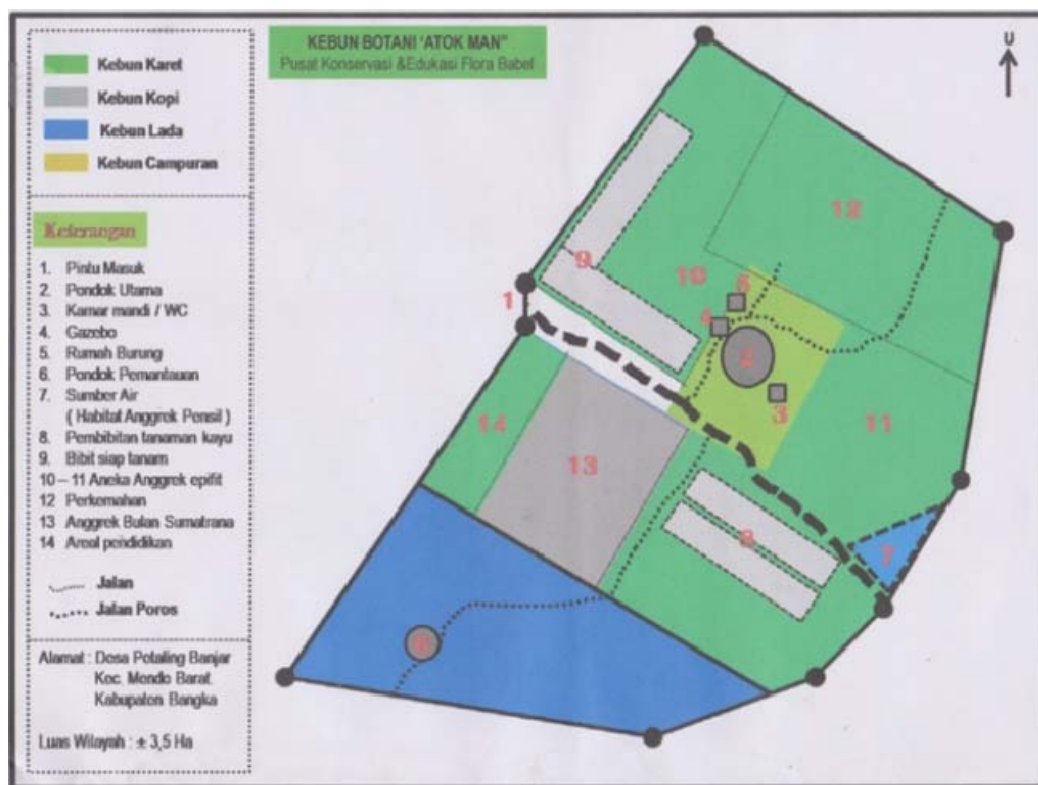 KEBUN BOTANI 'ATOK MAN"
Pusat Konservasi &Edukasi Flora Babel
U
Kebun Karet
Kebun Kopi
Kebun Lada
Kebun Campuran
Keterangan
1. Pintu Masuk
2. Pondok Utama
3. Kamar mandi / WC
4. Gazebo
5. Rumah Burung
6. Pondok Pemantauan
7. Sumber Air
( Habitat Anggrek Pensil )
8. Pembibitan tanaman kayu
9. Bibit siap tanam
10 – 11 Aneka Anggrek epifit
12 Perkemahan
13 Anggrek Bulan Sumatrana
14 Areal pendidikan
Jalan
Jalan Poros
Alamat : Desa Petaling Banjar
Kec. Mendo Barat.
Kabupaten Bangka
Luas Wilayah : ± 3,5 Ha
12
9
10
1
5
4
2
3
14
11
13
8
7